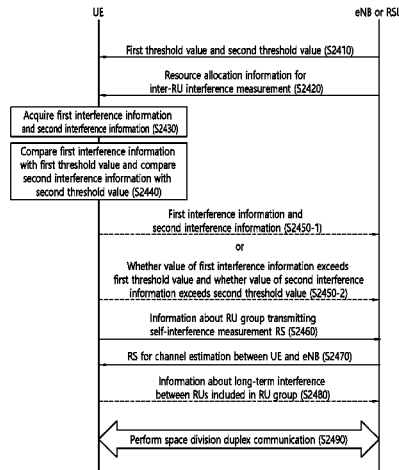 UE
eNB or RSU
First threshold value and second threshold value (S2410)
Resource allocation information for
inter-RU interference measurement (S2420)
Acquire first interference information
and second interference information (S2430)
Compare first interference information
with first threshold value and compare
second interference information with
second threshold value (S2440)
First interference information and
second interference information (S2450-1)
or
Whether value of first interference information exceeds
first threshold value and whether value of second interference
information exceeds second threshold value (S2450-2)
Information about RU group transmitting
self-interference measurement RS (S2460)
RS for channel estimation between UE and eNB (S2470)
Information about long-term interference
between RUs included in RU group (S2480)
Perform space division duplex communication (S2490)